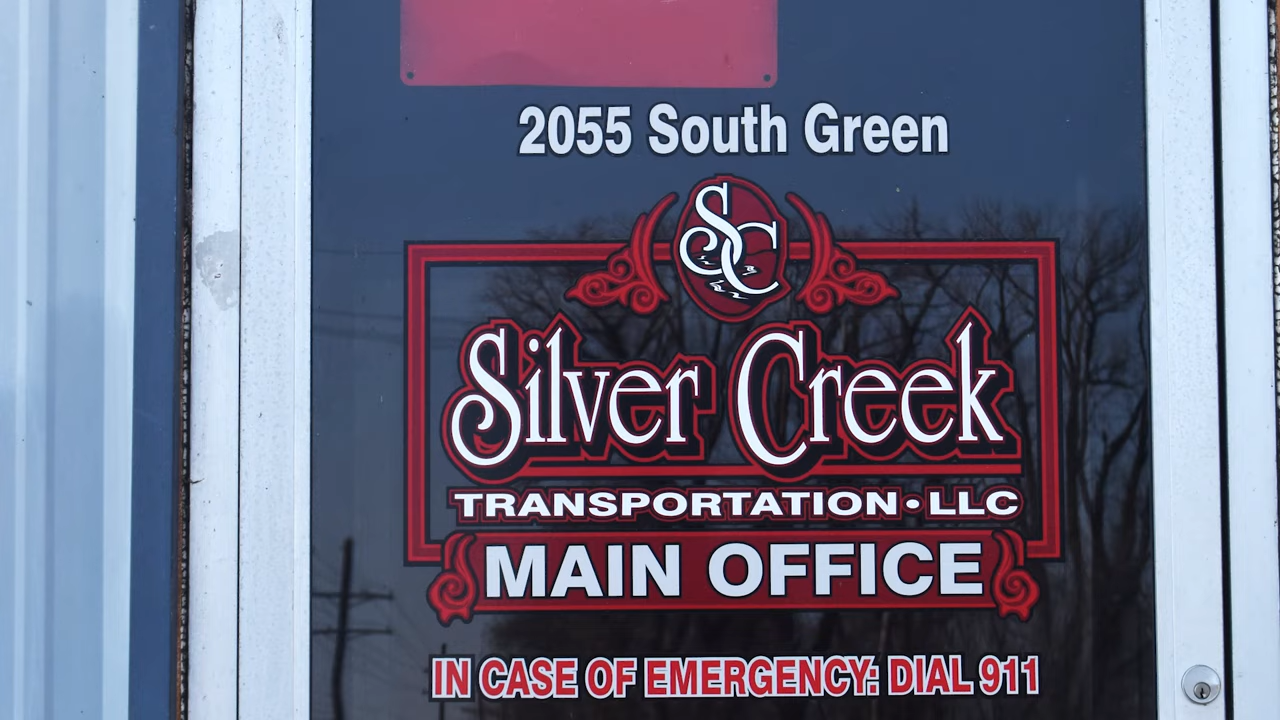 2055 South Green
SC
Silver Creek
TRANSPORTATION • LLC
MAIN OFFICE
IN CASE OF EMERGENCY: DIAL 911